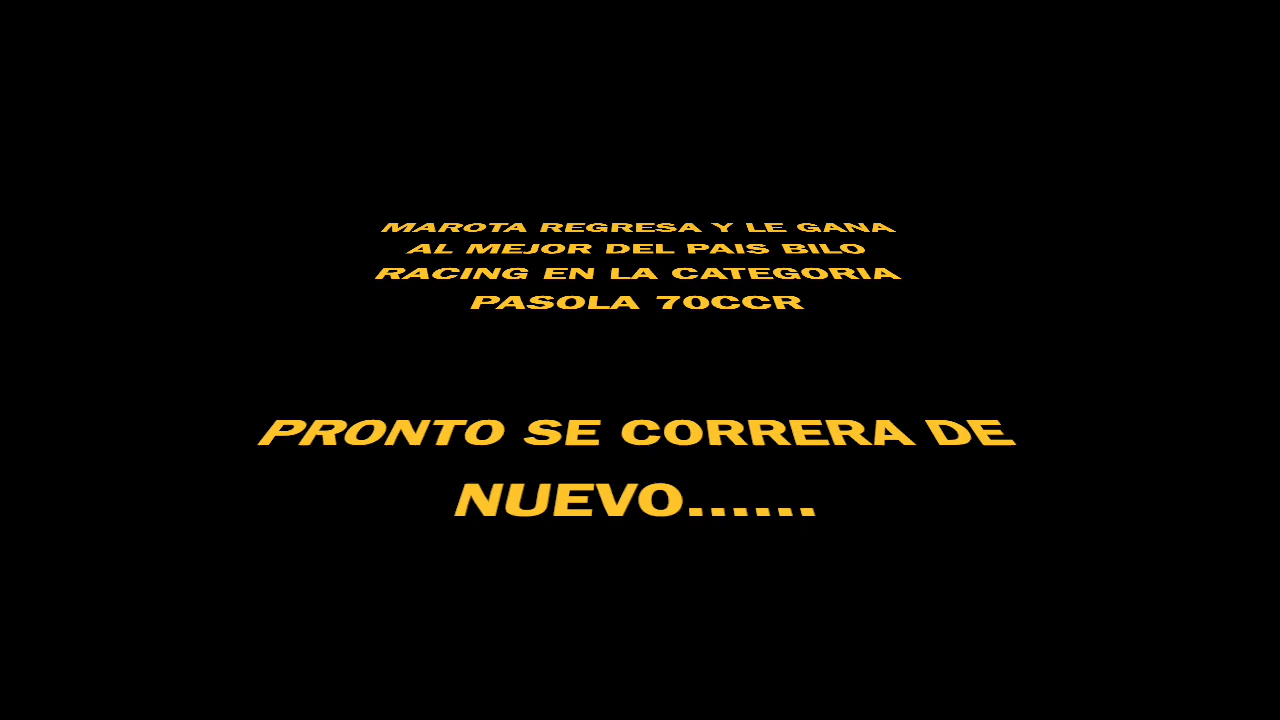 MAROTA REGRESA Y LE GANA
AL MEJOR DEL PAIS BILO
RACING EN LA CATEGORIA
PASOLA 70CCR
PRONTO SE CORRERA DE
NUEVO......